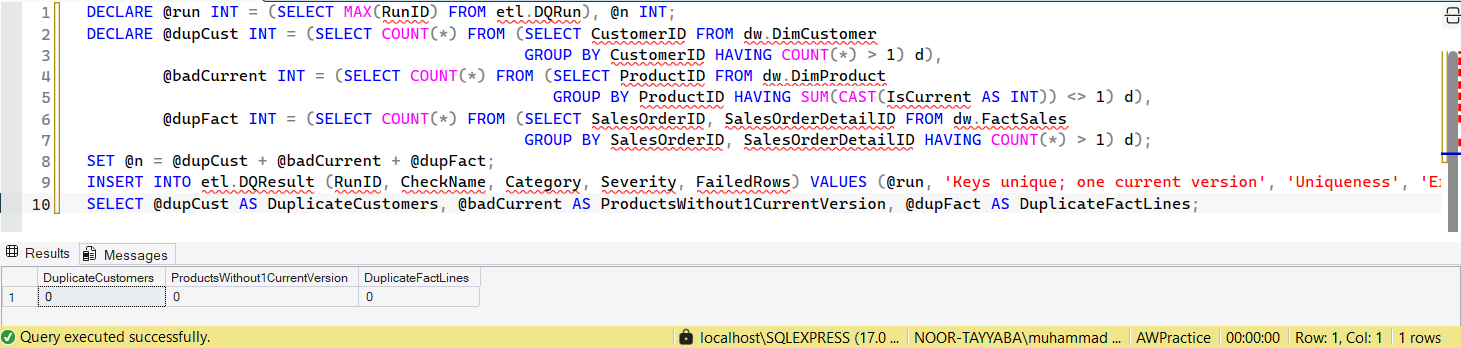 1 DECLARE @run INT = (SELECT MAX(RunID) FROM etl.DQRun), @n INT;
2 DECLARE @dupCust INT = (SELECT COUNT(*) FROM (SELECT CustomerID FROM dw.DimCustomer
3 GROUP BY CustomerID HAVING COUNT(*) > 1) d),
4 @badCurrent INT = (SELECT COUNT(*) FROM (SELECT ProductID FROM dw.DimProduct
5 GROUP BY ProductID HAVING SUM(CAST(IsCurrent AS INT)) <> 1) d),
6 @dupFact INT = (SELECT COUNT(*) FROM (SELECT SalesOrderID, SalesOrderDetailID FROM dw.FactSales
7 GROUP BY SalesOrderID, SalesOrderDetailID HAVING COUNT(*) > 1) d);
8 SET @n = @dupCust + @badCurrent + @dupFact;
9 INSERT INTO etl.DQResult (RunID, CheckName, Category, Severity, FailedRows) VALUES (@run, 'Keys unique; one current version', 'Uniqueness',
10 SELECT @dupCust AS DuplicateCustomers, @badCurrent AS ProductsWithout1CurrentVersion, @dupFact AS DuplicateFactLines;
Results Messages
DuplicateCustomers ProductsWithout1CurrentVersion DuplicateFactLines
1 0 0 0
Query executed successfully. localhost\SQLEXPRESS (17.0 ... NOOR-TAYYABA\muhammad ... AWPractice 00:00:00 Row: 1, Col: 1 1 rows